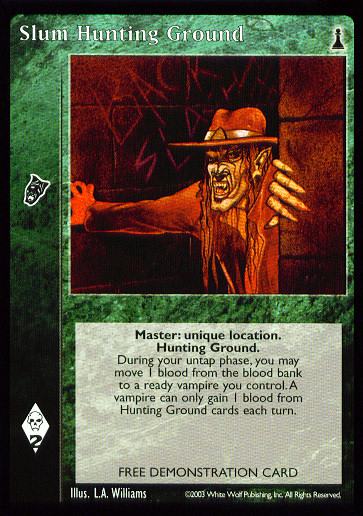 Slum Hunting Ground
Master: unique location.
Hunting Ground.
During your untap phase, you may
move 1 blood from the blood bank
to a ready vampire you control. A
vampire can only gain 1 blood from
Hunting Ground cards each turn.
2
FREE DEMONSTRATION CARD
Illus. L.A. Williams ©2003 White Wolf Publishing, Inc. All Rights Reserved.